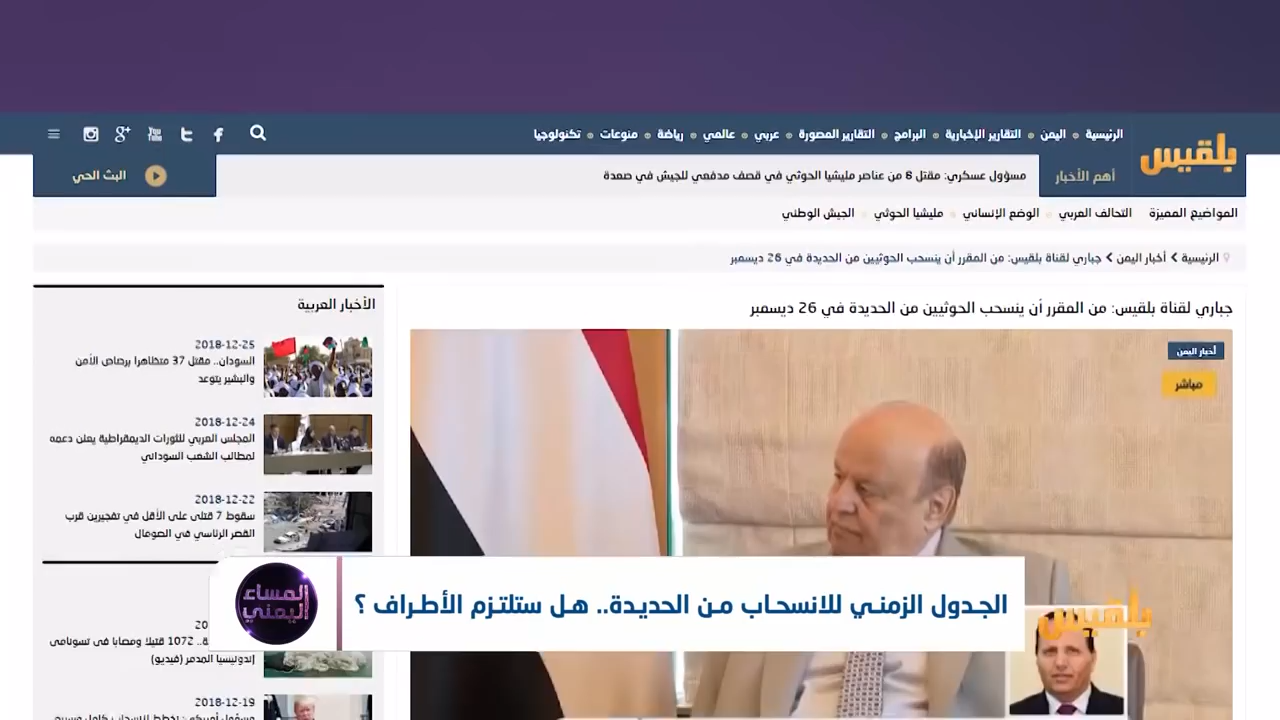 الرئيسية
اليمن
التقارير الإخبارية
التقارير المصورة
البرامج
عربي
عالمي
رياضة
منوعات
تكنولوجيا
بلقيس
أهم الأخبار
مسؤول عسكري: مقتل 6 من عناصر مليشيا الحوثي في قصف مدفعي للجيش في صعدة
البث الحي
المواضيع المميزة
التحالف العربي
الوضع الإنساني
مليشيا الحوثي
الجيش الوطني
الرئيسية
أخبار اليمن
جباري لقناة بلقيس: من المقرر أن ينسحب الحوثيين من الحديدة في 26 ديسمبر
جباري لقناة بلقيس: من المقرر أن ينسحب الحوثيين من الحديدة في 26 ديسمبر
أخبار اليمن
مباشر
الأخبار العربية
2018-12-25
السودان.. مقتل 37 متظاهرا برصاص الأمن
والبشير يتوعد
2018-12-24
المجلس العربي للثورات الديمقراطية يعلن دعمه
لمطالب الشعب السوداني
2018-12-22
سقوط 7 قتلى على الأقل في تفجيرين قرب
القصر الرئاسي في الصومال
1072 قتيلا ومصابا في تسونامي
إندونيسيا المدمر (فيديو)
2018-12-19
المساء
اليمني
الجدول الزمني للانسحاب من الحديدة.. هل ستلتزم الأطراف ؟
بلقيس